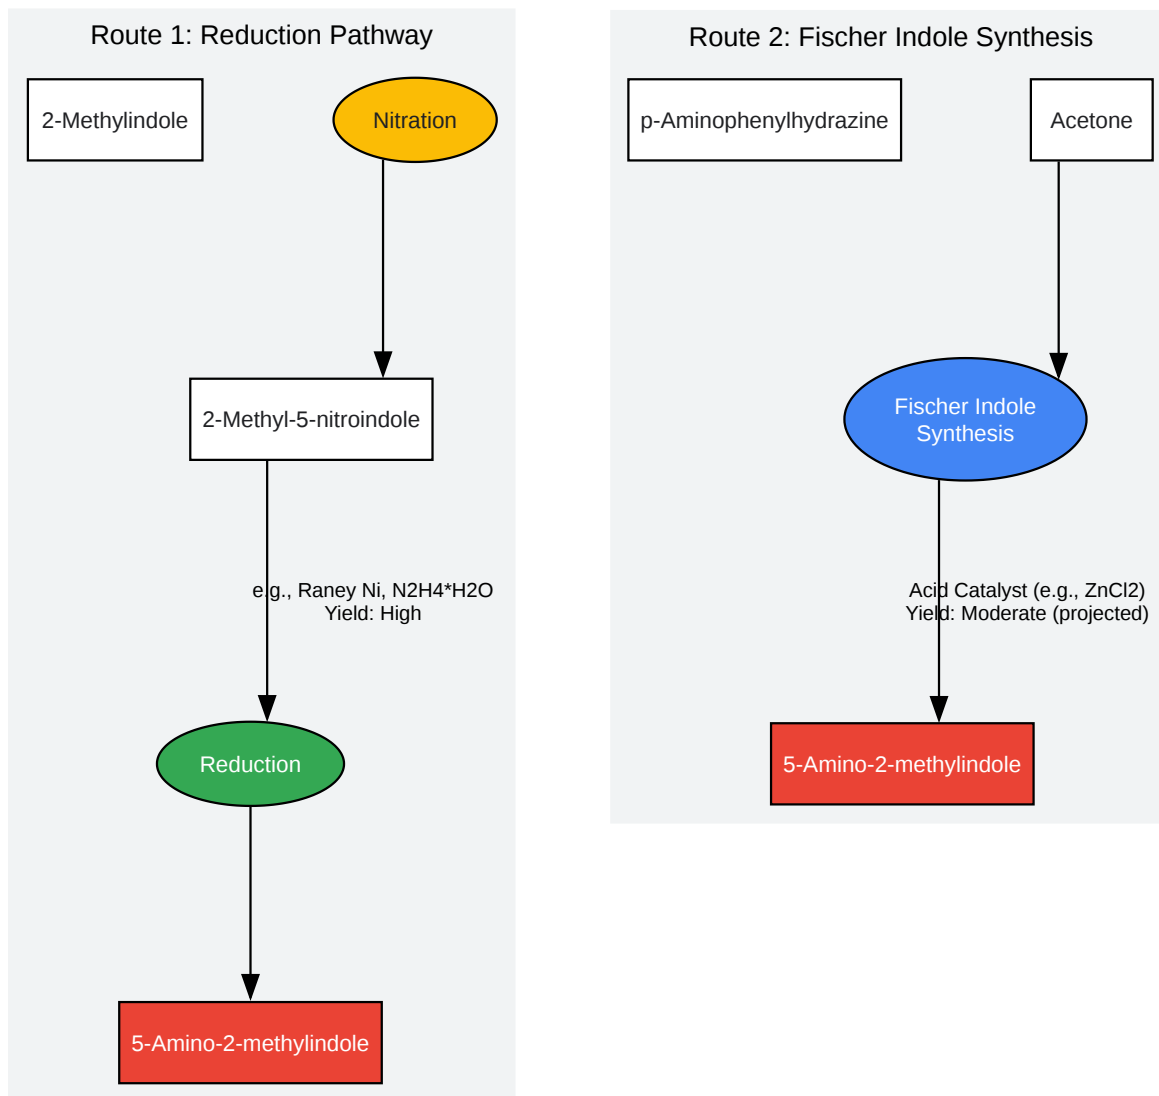 Route 1: Reduction Pathway
2-Methylindole
Nitration
2-Methyl-5-nitroindole
e.g., Raney Ni, N2H4*H2O
Yield: High
Reduction
5-Amino-2-methylindole
Route 2: Fischer Indole Synthesis
p-Aminophenylhydrazine
Acetone
Fischer Indole
Synthesis
Acid Catalyst (e.g., ZnCl2)
Yield: Moderate (projected)
5-Amino-2-methylindole